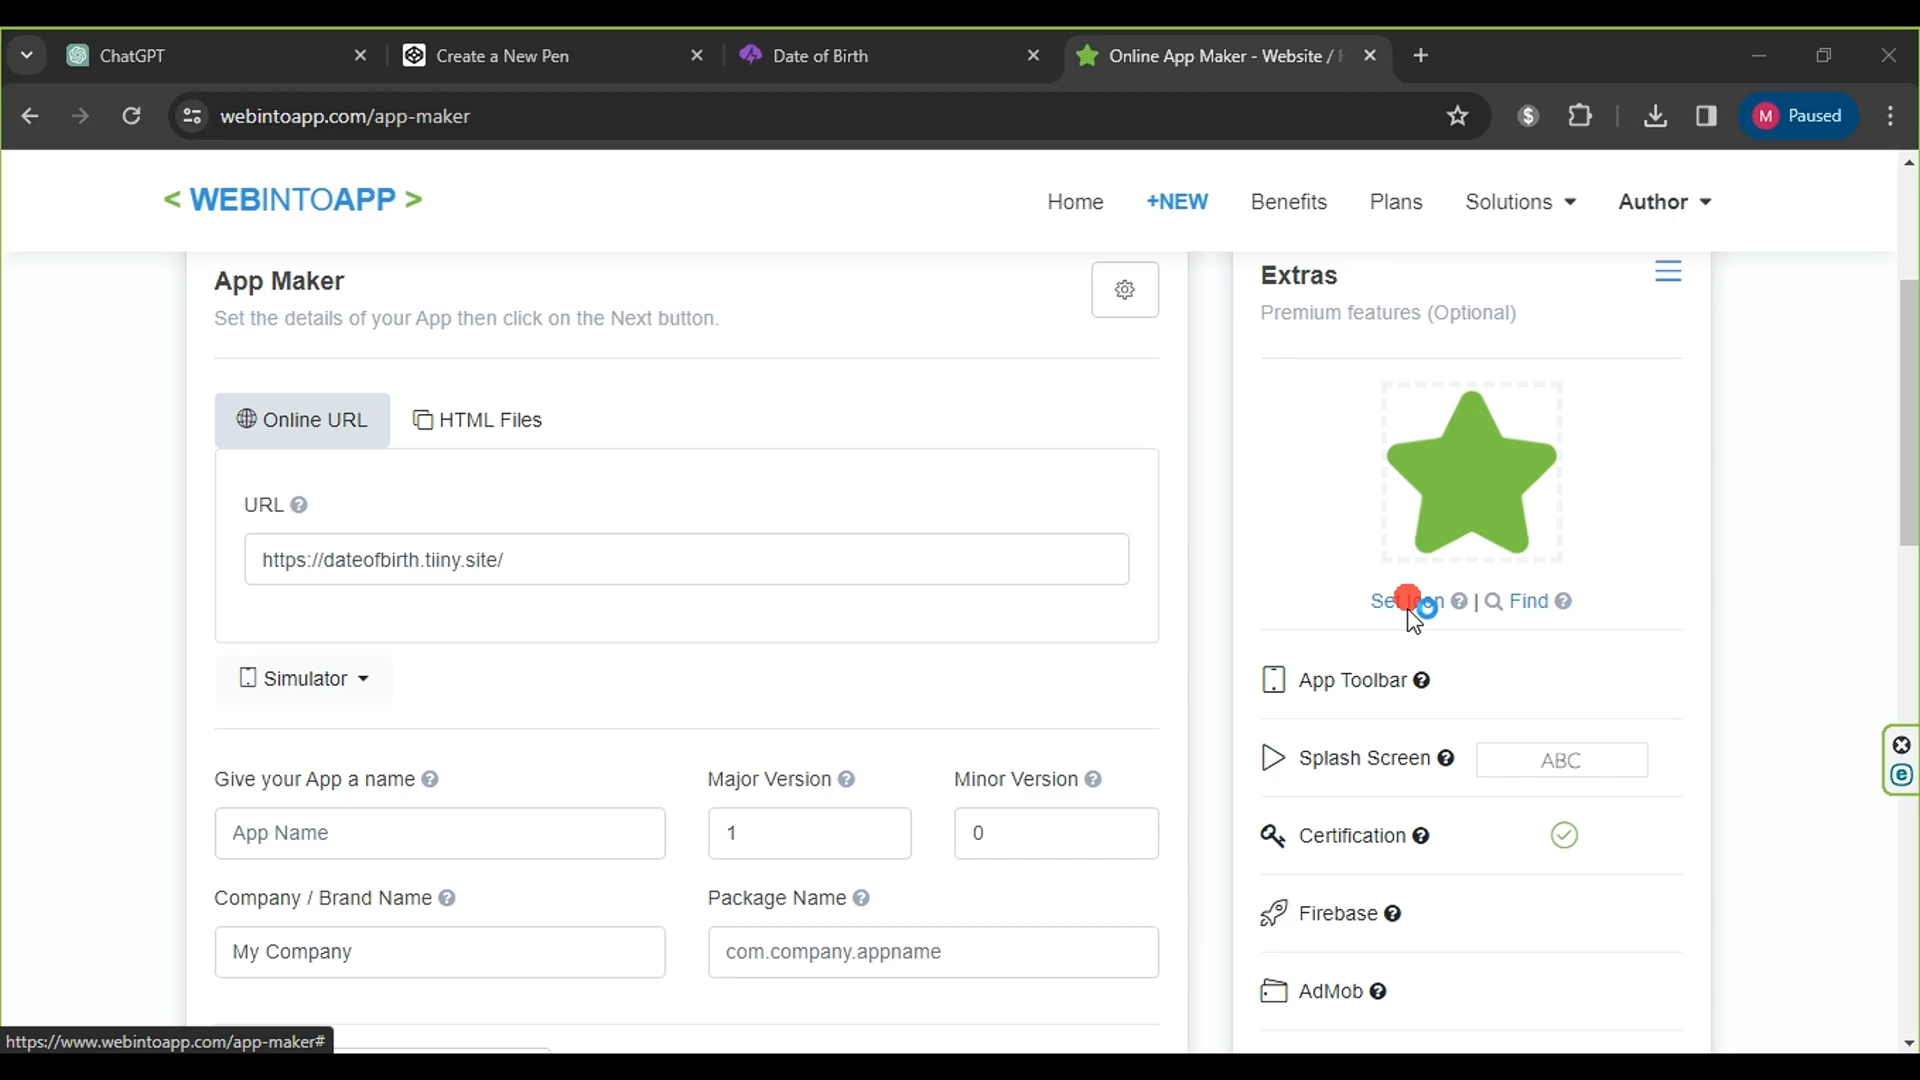 ChatGPT
Create a New Pen
Date of Birth
Online App Maker - Website /
webintoapp.com/app-maker
$
M Paused
< WEBINTOAPP >
Home
+NEW
Benefits
Plans
Solutions
Author
App Maker
Set the details of your App then click on the Next button.
Extras
Premium features (Optional)
Online URL
HTML Files
URL ?
https://dateofbirth.tiiny.site/
Set Icon ? | Find ?
Simulator
App Toolbar ?
Splash Screen ?
ABC
Give your App a name ?
Major Version ?
Minor Version ?
App Name
1
0
Certification ?
Company / Brand Name ?
Package Name ?
Firebase ?
My Company
com.company.appname
AdMob ?
https://www.webintoapp.com/app-maker#